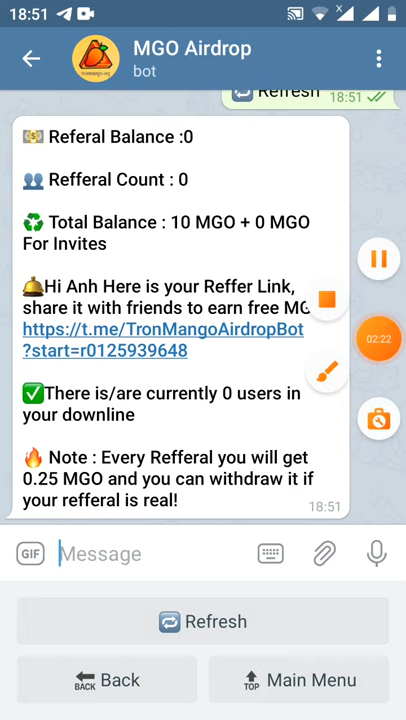 18:51
MGO Airdrop
bot
Refresh 18:51
Referal Balance :0
Refferal Count : 0
Total Balance : 10 MGO + 0 MGO
For Invites
Hi Anh Here is your Reffer Link,
share it with friends to earn free MG
https://t.me/TronMangoAirdropBot
?start=r0125939648
There is/are currently 0 users in
your downline
Note : Every Refferal you will get
0.25 MGO and you can withdraw it if
your refferal is real!
18:51
02:22
GIF Message
Refresh
BACK Back
TOP Main Menu